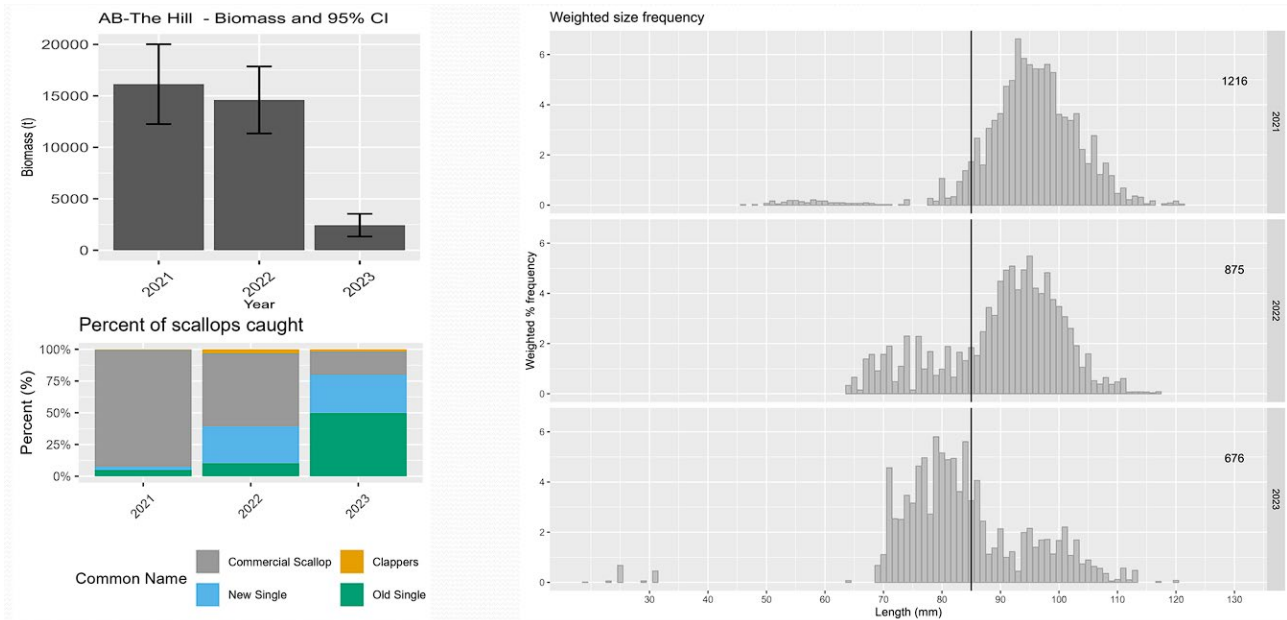 AB-The Hill - Biomass and 95% CI
20000
15000
10000
5000
0
Biomass (t)
2021
2022
2023
Year
Percent of scallops caught
100%
75%
50%
25%
0%
Percent (%)
2021
2022
2023
Common Name
Commercial Scallop
Clappers
New Single
Old Single
Weighted size frequency
Weighted % frequency
6
4
2
0
1216
2021
6
4
2
0
875
2022
6
4
2
0
676
2023
30 40 50 60 70 80 90 100 110 120 130
Length (mm)